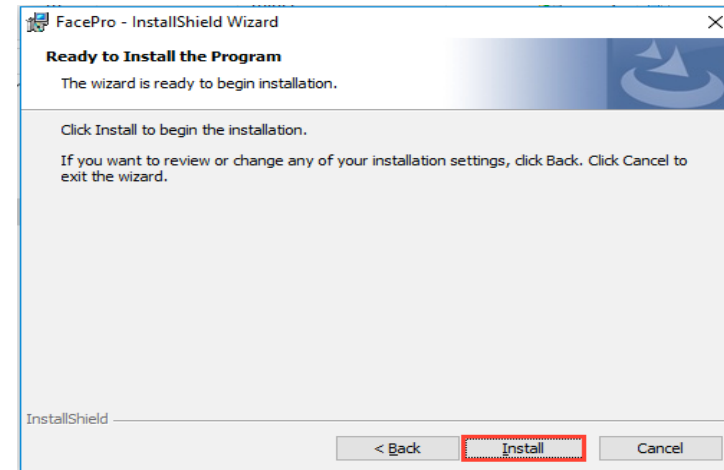 FacePro - InstallShield Wizard
Ready to Install the Program
The wizard is ready to begin installation.
Click Install to begin the installation.
If you want to review or change any of your installation settings, click Back. Click Cancel to
exit the wizard.
InstallShield
< Back Install Cancel